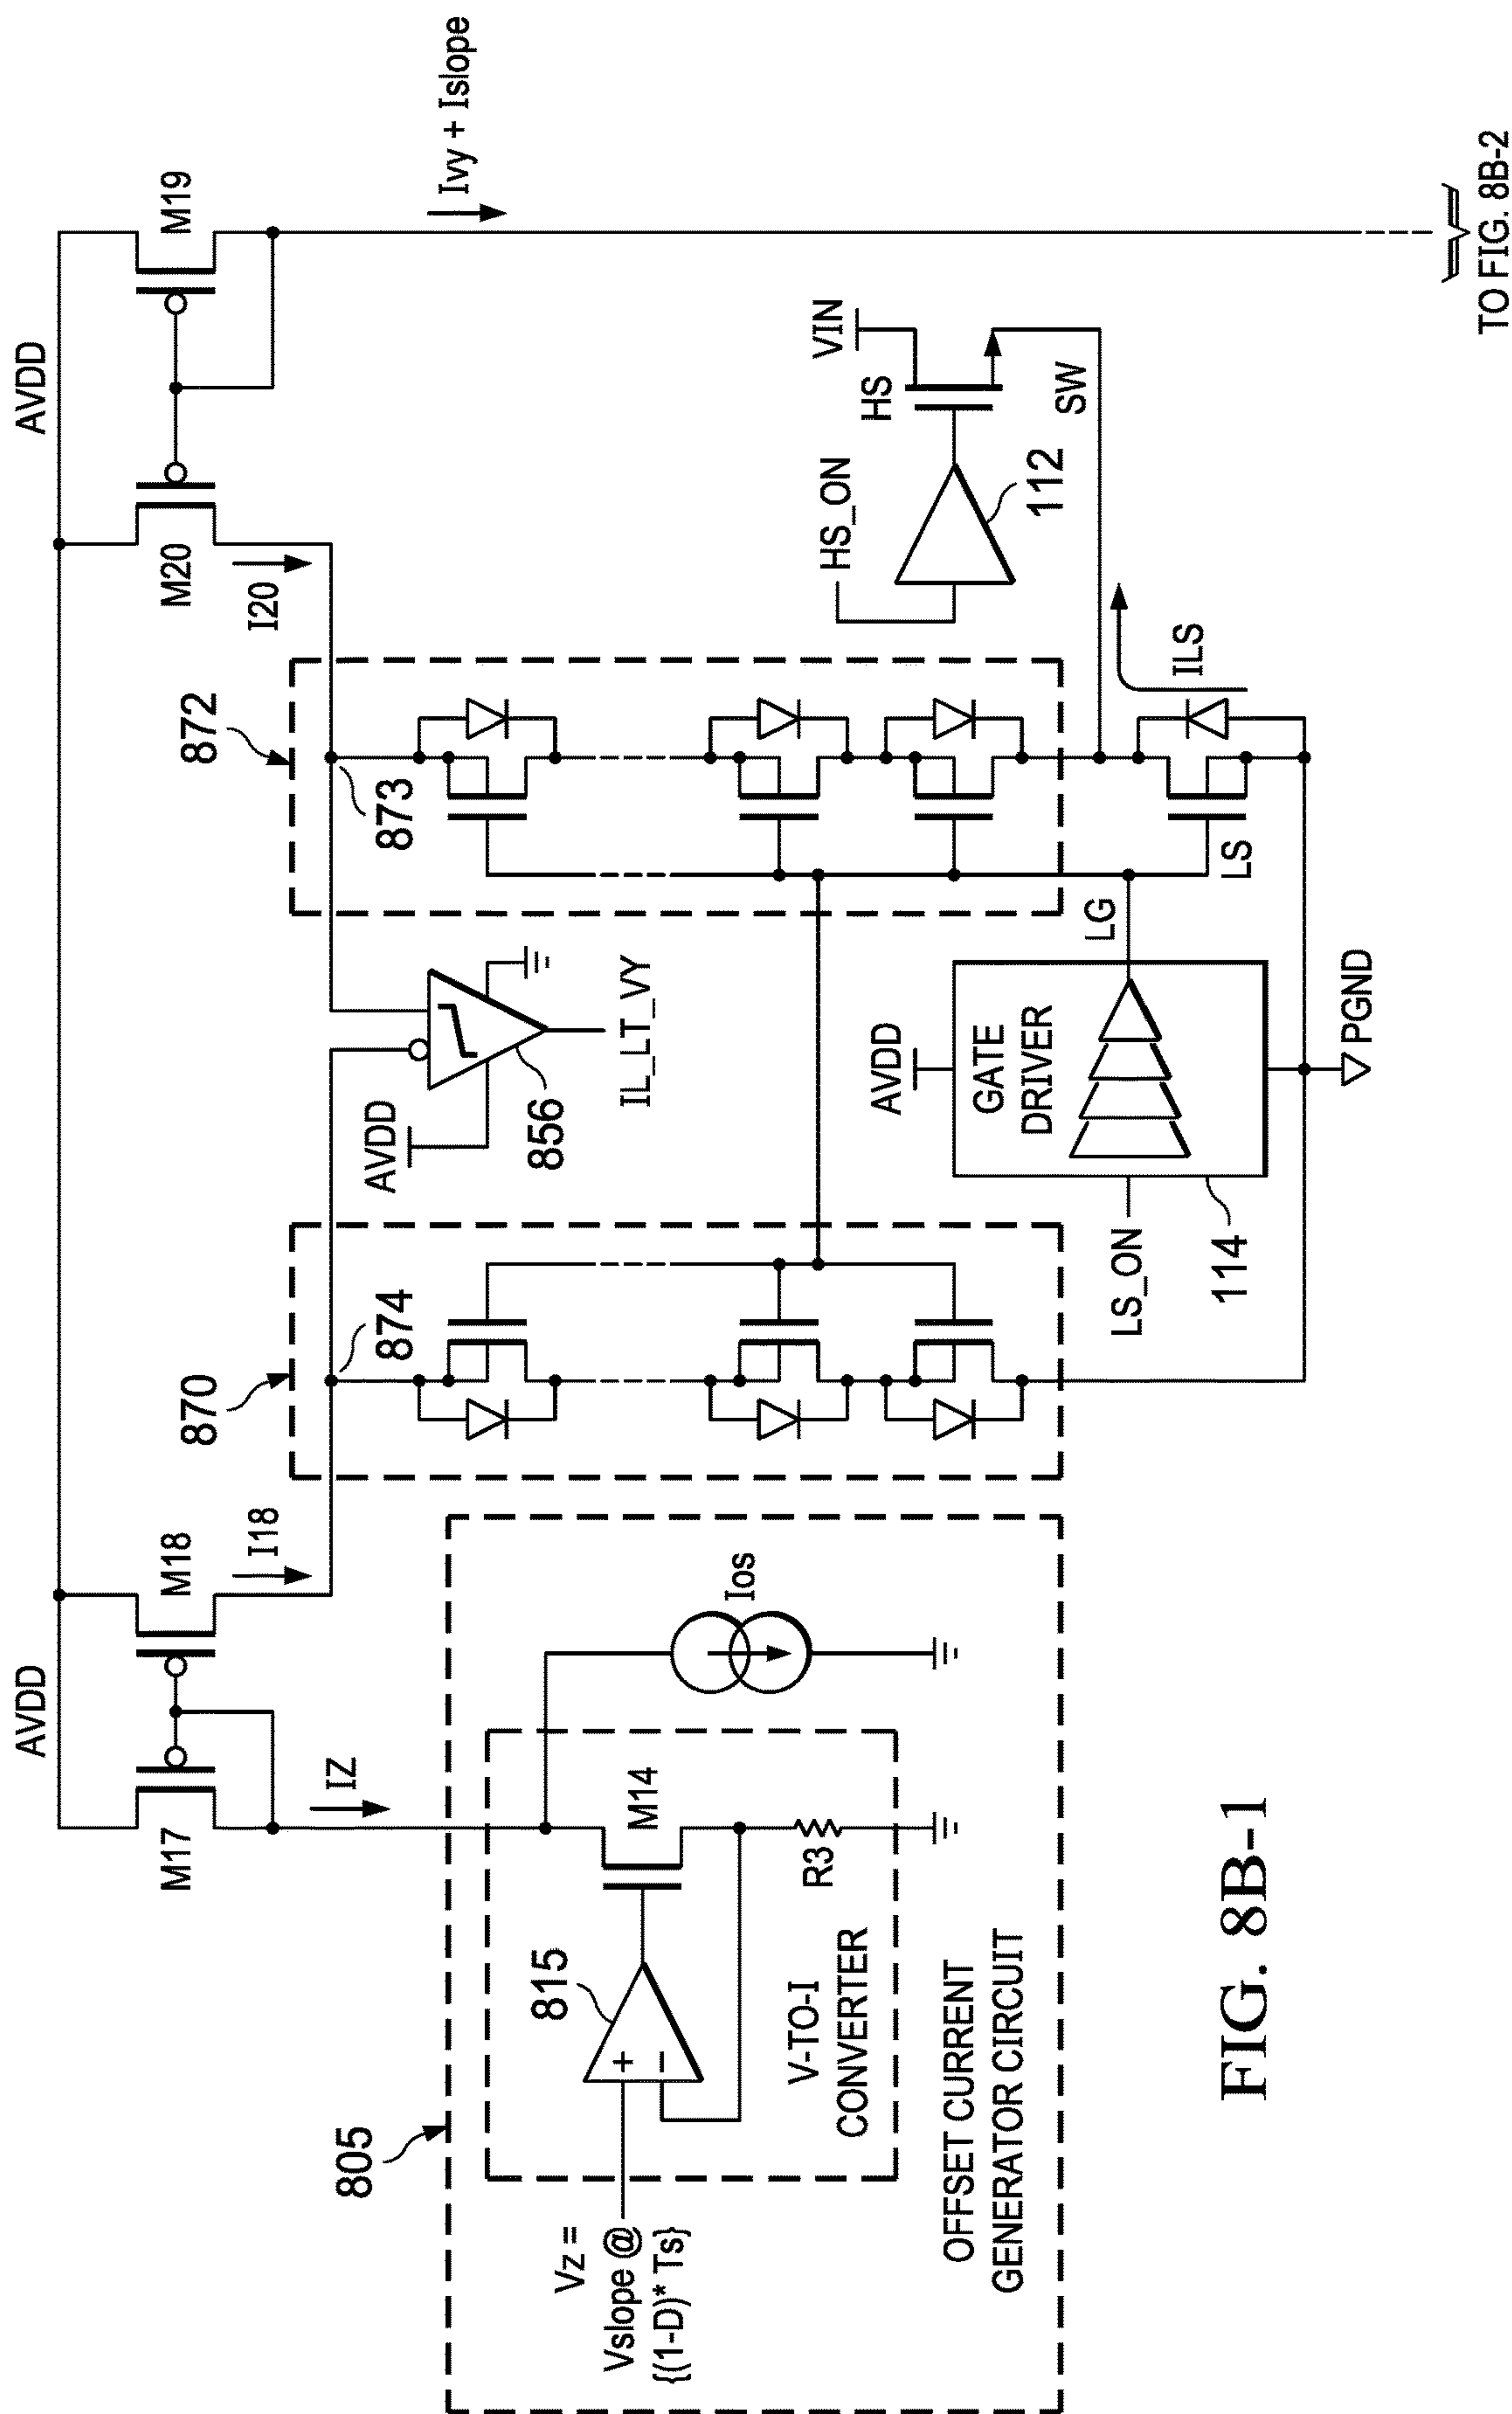 AVDD
AVDD
M17
M18
M20
M19
IZ
I18
I20
Ivy + Islope
870
874
872
873
805
815
Vz =
Vslope @
{(1-D)* Ts}
M14
R3
V-TO-I
CONVERTER
Ios
OFFSET CURRENT
GENERATOR CIRCUIT
AVDD
856
IL_LT_VY
HS_ON
112
HS
VIN
SW
ILS
LS
LG
AVDD
GATE
DRIVER
LS_ON
114
PGND
TO FIG. 8B-2
FIG. 8B-1
+
−